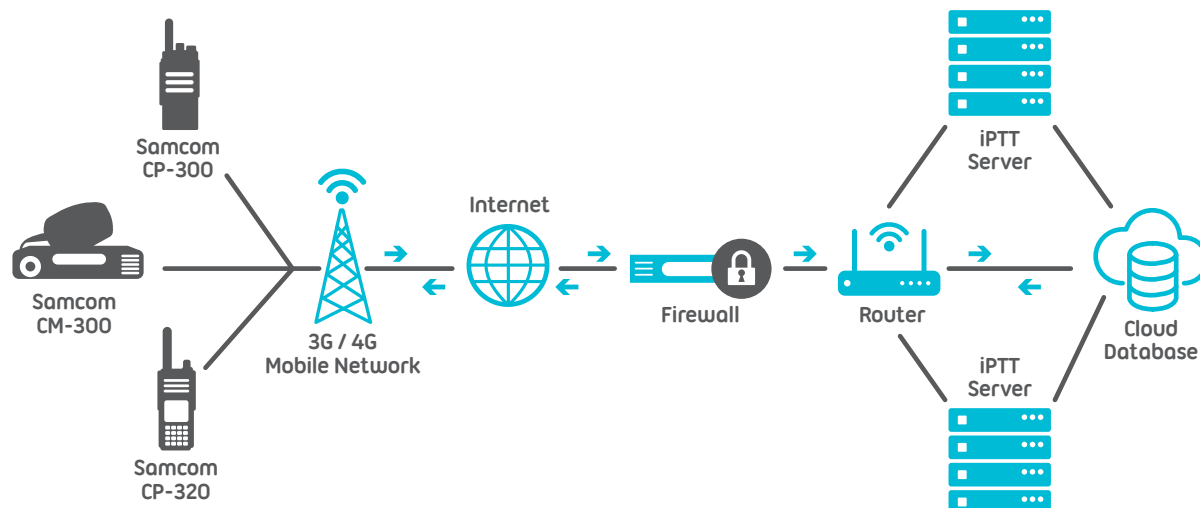 Samcom
CP-300
Samcom
CM-300
Samcom
CP-320
3G / 4G
Mobile Network
Internet
Firewall
Router
iPTT
Server
iPTT
Server
Cloud
Database